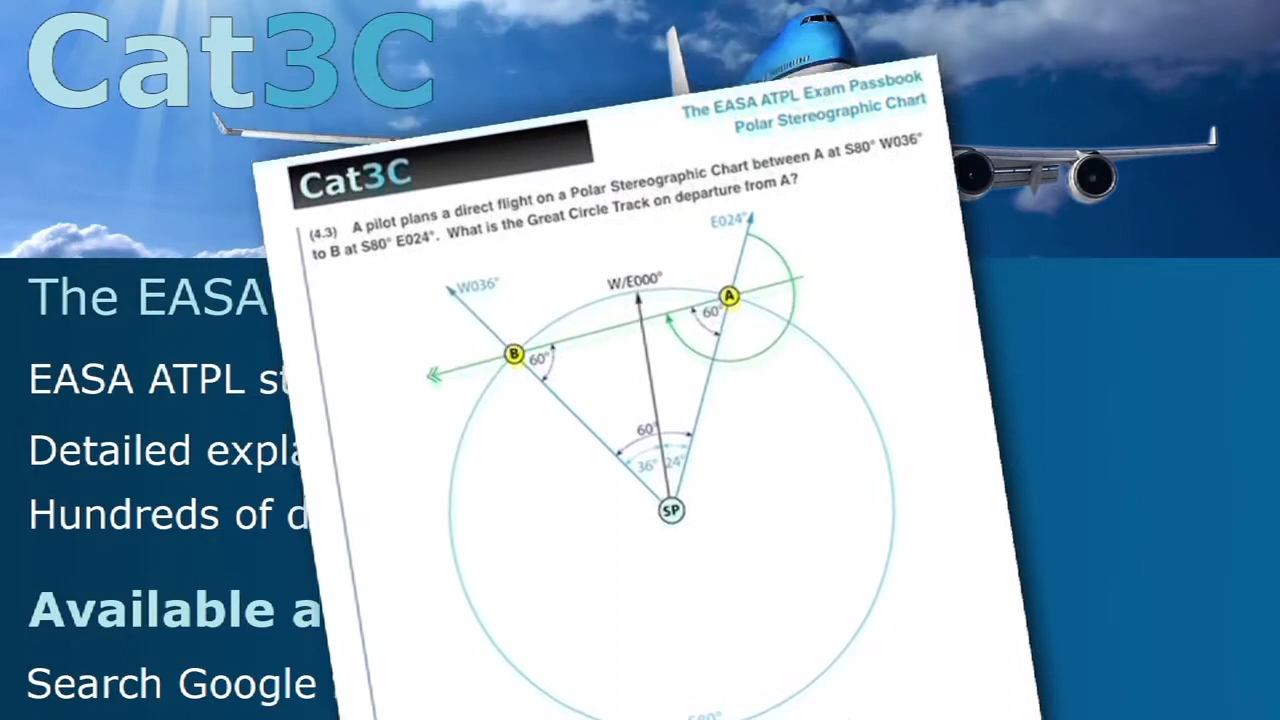 Cat3C
The EASA ATPL Exam Passbook
Polar Stereographic Chart
Cat3C
(4.3) A pilot plans a direct flight on a Polar Stereographic Chart between A at S80° W036°
to B at S80° E024°. What is the Great Circle Track on departure from A?
E024°
W036°
W/E000°
A
60°
B
60°
60°
36° 24°
SP
S80°
The EASA
EASA ATPL
Detailed
Hundreds of
Available
Search Google